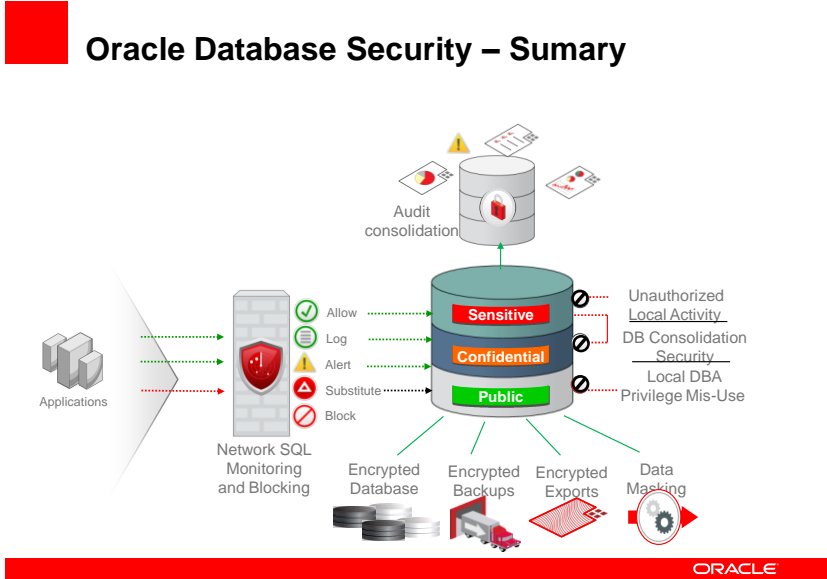 Oracle Database Security – Sumary
Audit
consolidation
Unauthorized
Local Activity
DB Consolidation
Security
Local DBA
Privilege Mis-Use
Sensitive
Confidential
Public
Allow
Log
Alert
Substitute
Block
Applications
Network SQL
Monitoring
and Blocking
Encrypted
Database
Encrypted
Backups
Encrypted
Exports
Data
Masking
ORACLE